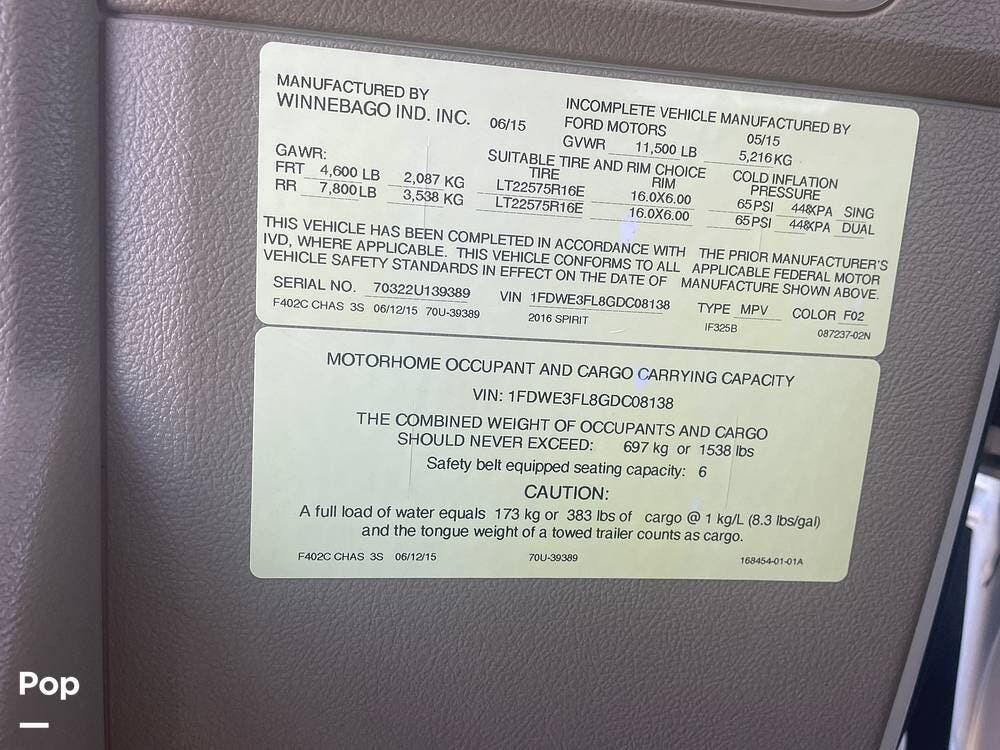 MANUFACTURED BY
WINNEBAGO IND. INC. 06/15
INCOMPLETE VEHICLE MANUFACTURED BY
FORD MOTORS 05/15
GVWR 11,500 LB 5,216 KG
GAWR: SUITABLE TIRE AND RIM CHOICE COLD INFLATION
TIRE RIM PRESSURE
FRT 4,600 LB 2,087 KG LT22575R16E 16.0X6.00 65 PSI 448KPA SING
RR 7,800 LB 3,538 KG LT22575R16E 16.0X6.00 65 PSI 448KPA DUAL
THIS VEHICLE HAS BEEN COMPLETED IN ACCORDANCE WITH THE PRIOR MANUFACTURER'S
IVD, WHERE APPLICABLE. THIS VEHICLE CONFORMS TO ALL APPLICABLE FEDERAL MOTOR
VEHICLE SAFETY STANDARDS IN EFFECT ON THE DATE OF MANUFACTURE SHOWN ABOVE.
SERIAL NO. 70322U139389 VIN 1FDWE3FL8GDC08138 TYPE MPV COLOR F02
F402C CHAS 3S 06/12/15 70U-39389 2016 SPIRIT IF325B 087237-02N
MOTORHOME OCCUPANT AND CARGO CARRYING CAPACITY
VIN: 1FDWE3FL8GDC08138
THE COMBINED WEIGHT OF OCCUPANTS AND CARGO
SHOULD NEVER EXCEED: 697 kg or 1538 lbs
Safety belt equipped seating capacity: 6
CAUTION:
A full load of water equals 173 kg or 383 lbs of cargo @ 1 kg/L (8.3 lbs/gal)
and the tongue weight of a towed trailer counts as cargo.
F402C CHAS 3S 06/12/15 70U-39389 168454-01-01A
Pop